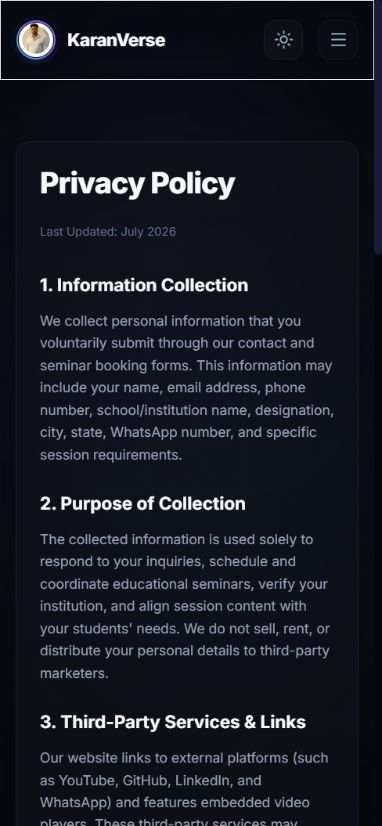 KaranVerse
Privacy Policy
Last Updated: July 2026
1. Information Collection
We collect personal information that you
voluntarily submit through our contact and
seminar booking forms. This information may
include your name, email address, phone
number, school/institution name, designation,
city, state, WhatsApp number, and specific
session requirements.
2. Purpose of Collection
The collected information is used solely to
respond to your inquiries, schedule and
coordinate educational seminars, verify your
institution, and align session content with
your students' needs. We do not sell, rent, or
distribute your personal details to third-party
marketers.
3. Third-Party Services & Links
Our website links to external platforms (such
as YouTube, GitHub, LinkedIn, and
WhatsApp) and features embedded video
players. These third-party services may